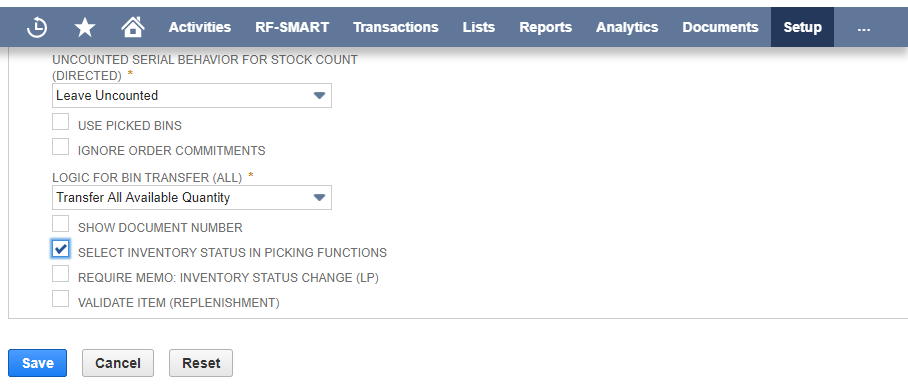 Activities RF-SMART Transactions Lists Reports Analytics Documents Setup ...
UNCOUNTED SERIAL BEHAVIOR FOR STOCK COUNT
(DIRECTED) *
Leave Uncounted
USE PICKED BINS
IGNORE ORDER COMMITMENTS
LOGIC FOR BIN TRANSFER (ALL) *
Transfer All Available Quantity
SHOW DOCUMENT NUMBER
SELECT INVENTORY STATUS IN PICKING FUNCTIONS
REQUIRE MEMO: INVENTORY STATUS CHANGE (LP)
VALIDATE ITEM (REPLENISHMENT)
Save Cancel Reset